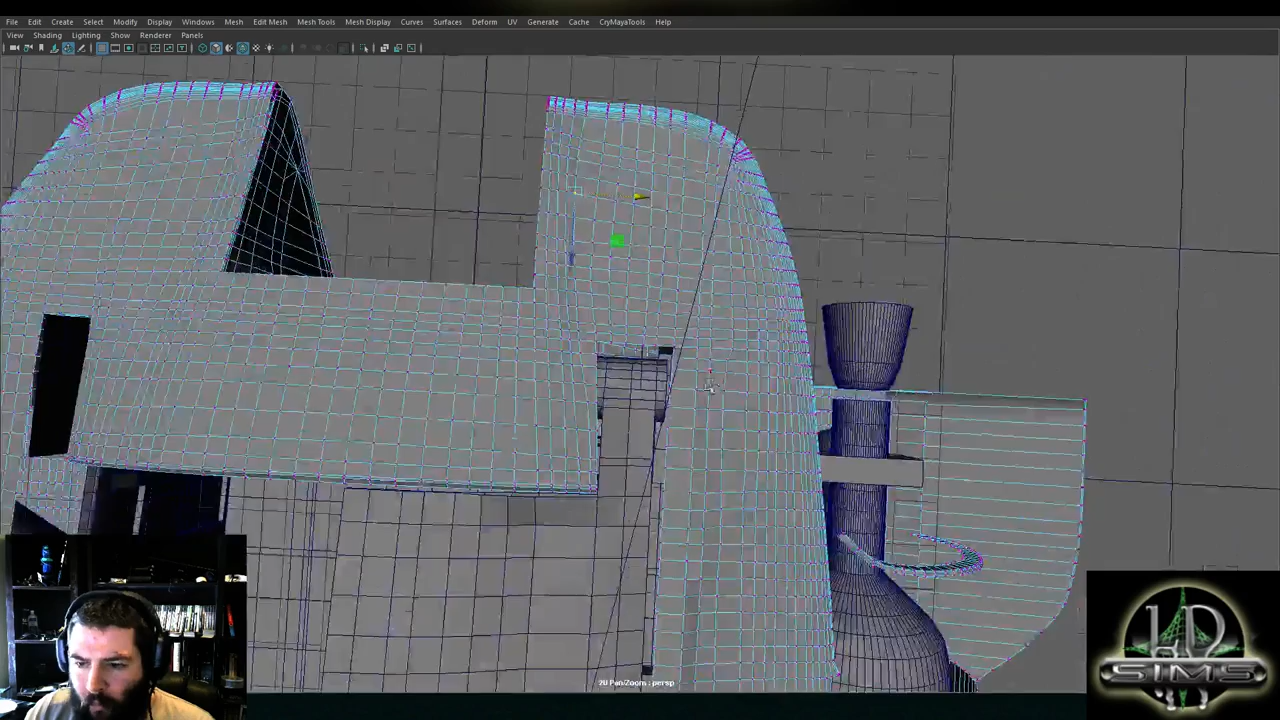 File Edit Create Select Modify Display Windows Mesh Edit Mesh Mesh Tools Mesh Display Curves Surfaces Deform UV Generate Cache CryMayaTools Help
View Shading Lighting Show Renderer Panels
2D Pan/Zoom : persp
SIMS